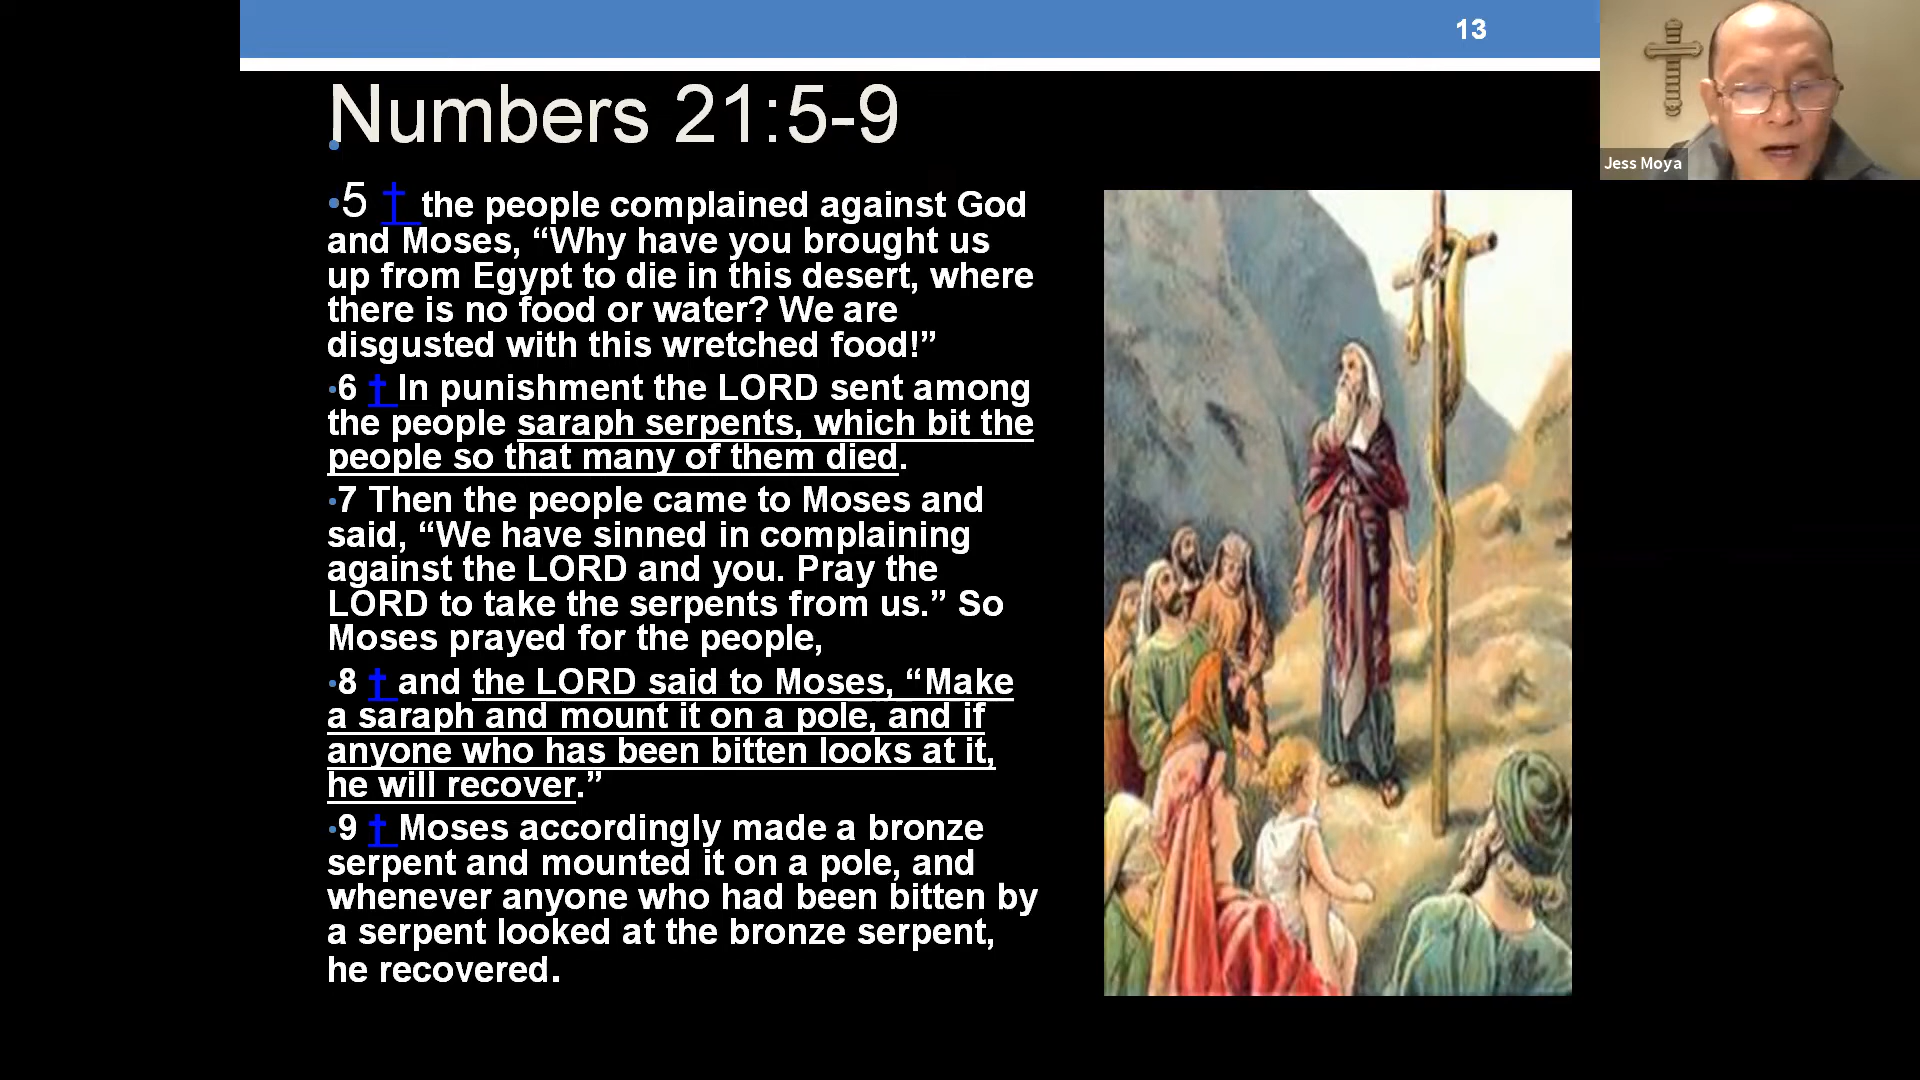 13
Jess Moya
Numbers 21:5-9
•5 † the people complained against God
and Moses, “Why have you brought us
up from Egypt to die in this desert, where
there is no food or water? We are
disgusted with this wretched food!”
•6 † In punishment the LORD sent among
the people saraph serpents, which bit the
people so that many of them died.
•7 Then the people came to Moses and
said, “We have sinned in complaining
against the LORD and you. Pray the
LORD to take the serpents from us.” So
Moses prayed for the people,
•8 † and the LORD said to Moses, “Make
a saraph and mount it on a pole, and if
anyone who has been bitten looks at it,
he will recover.”
•9 † Moses accordingly made a bronze
serpent and mounted it on a pole, and
whenever anyone who had been bitten by
a serpent looked at the bronze serpent,
he recovered.